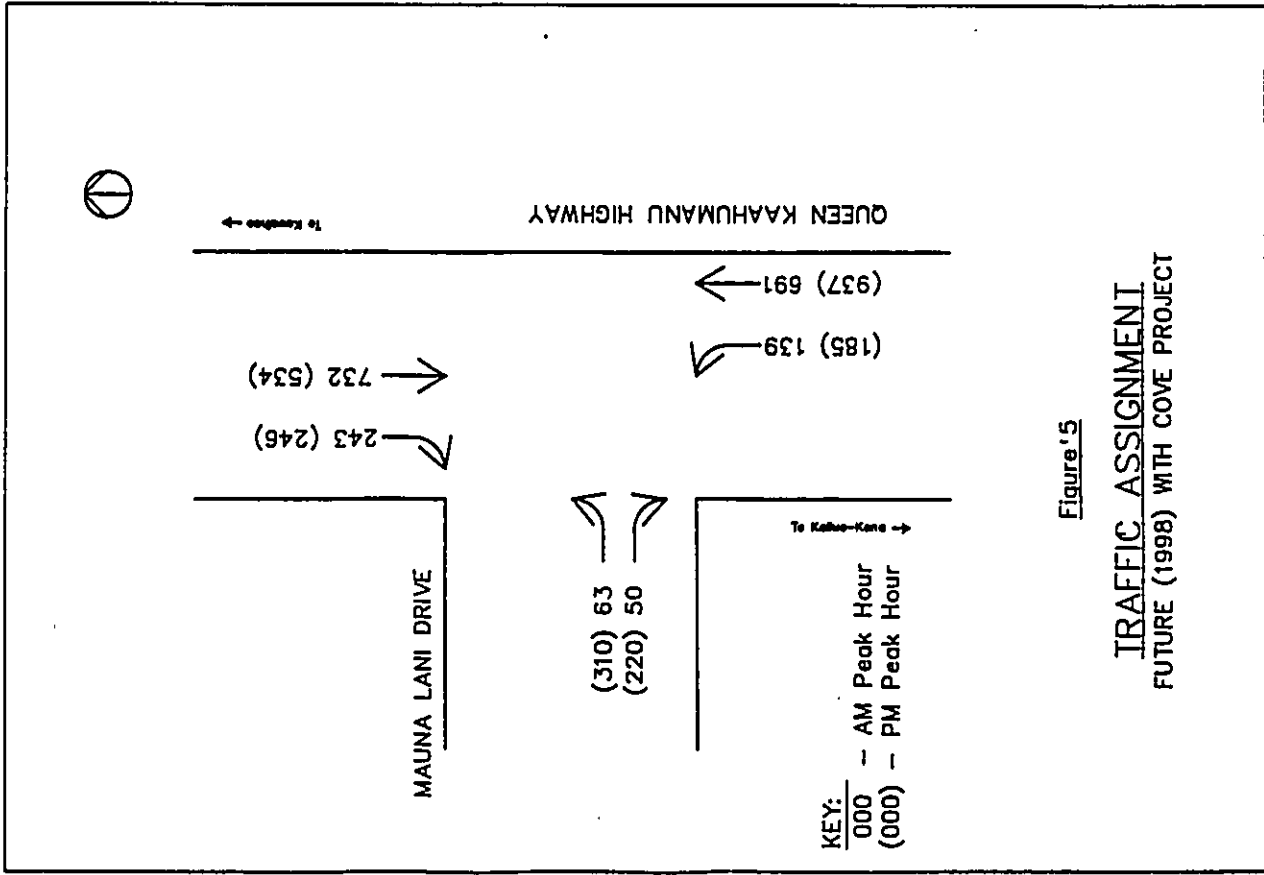 To Kawaihae
QUEEN KAAHUMANU HIGHWAY
732 (534)
243 (246)
(937) 691
(185) 139
MAUNA LANI DRIVE
(310) 63
(220) 50
To Kailua-Kona
KEY:
000 - AM Peak Hour
(000) - PM Peak Hour
Figure 5
TRAFFIC ASSIGNMENT
FUTURE (1998) WITH COVE PROJECT